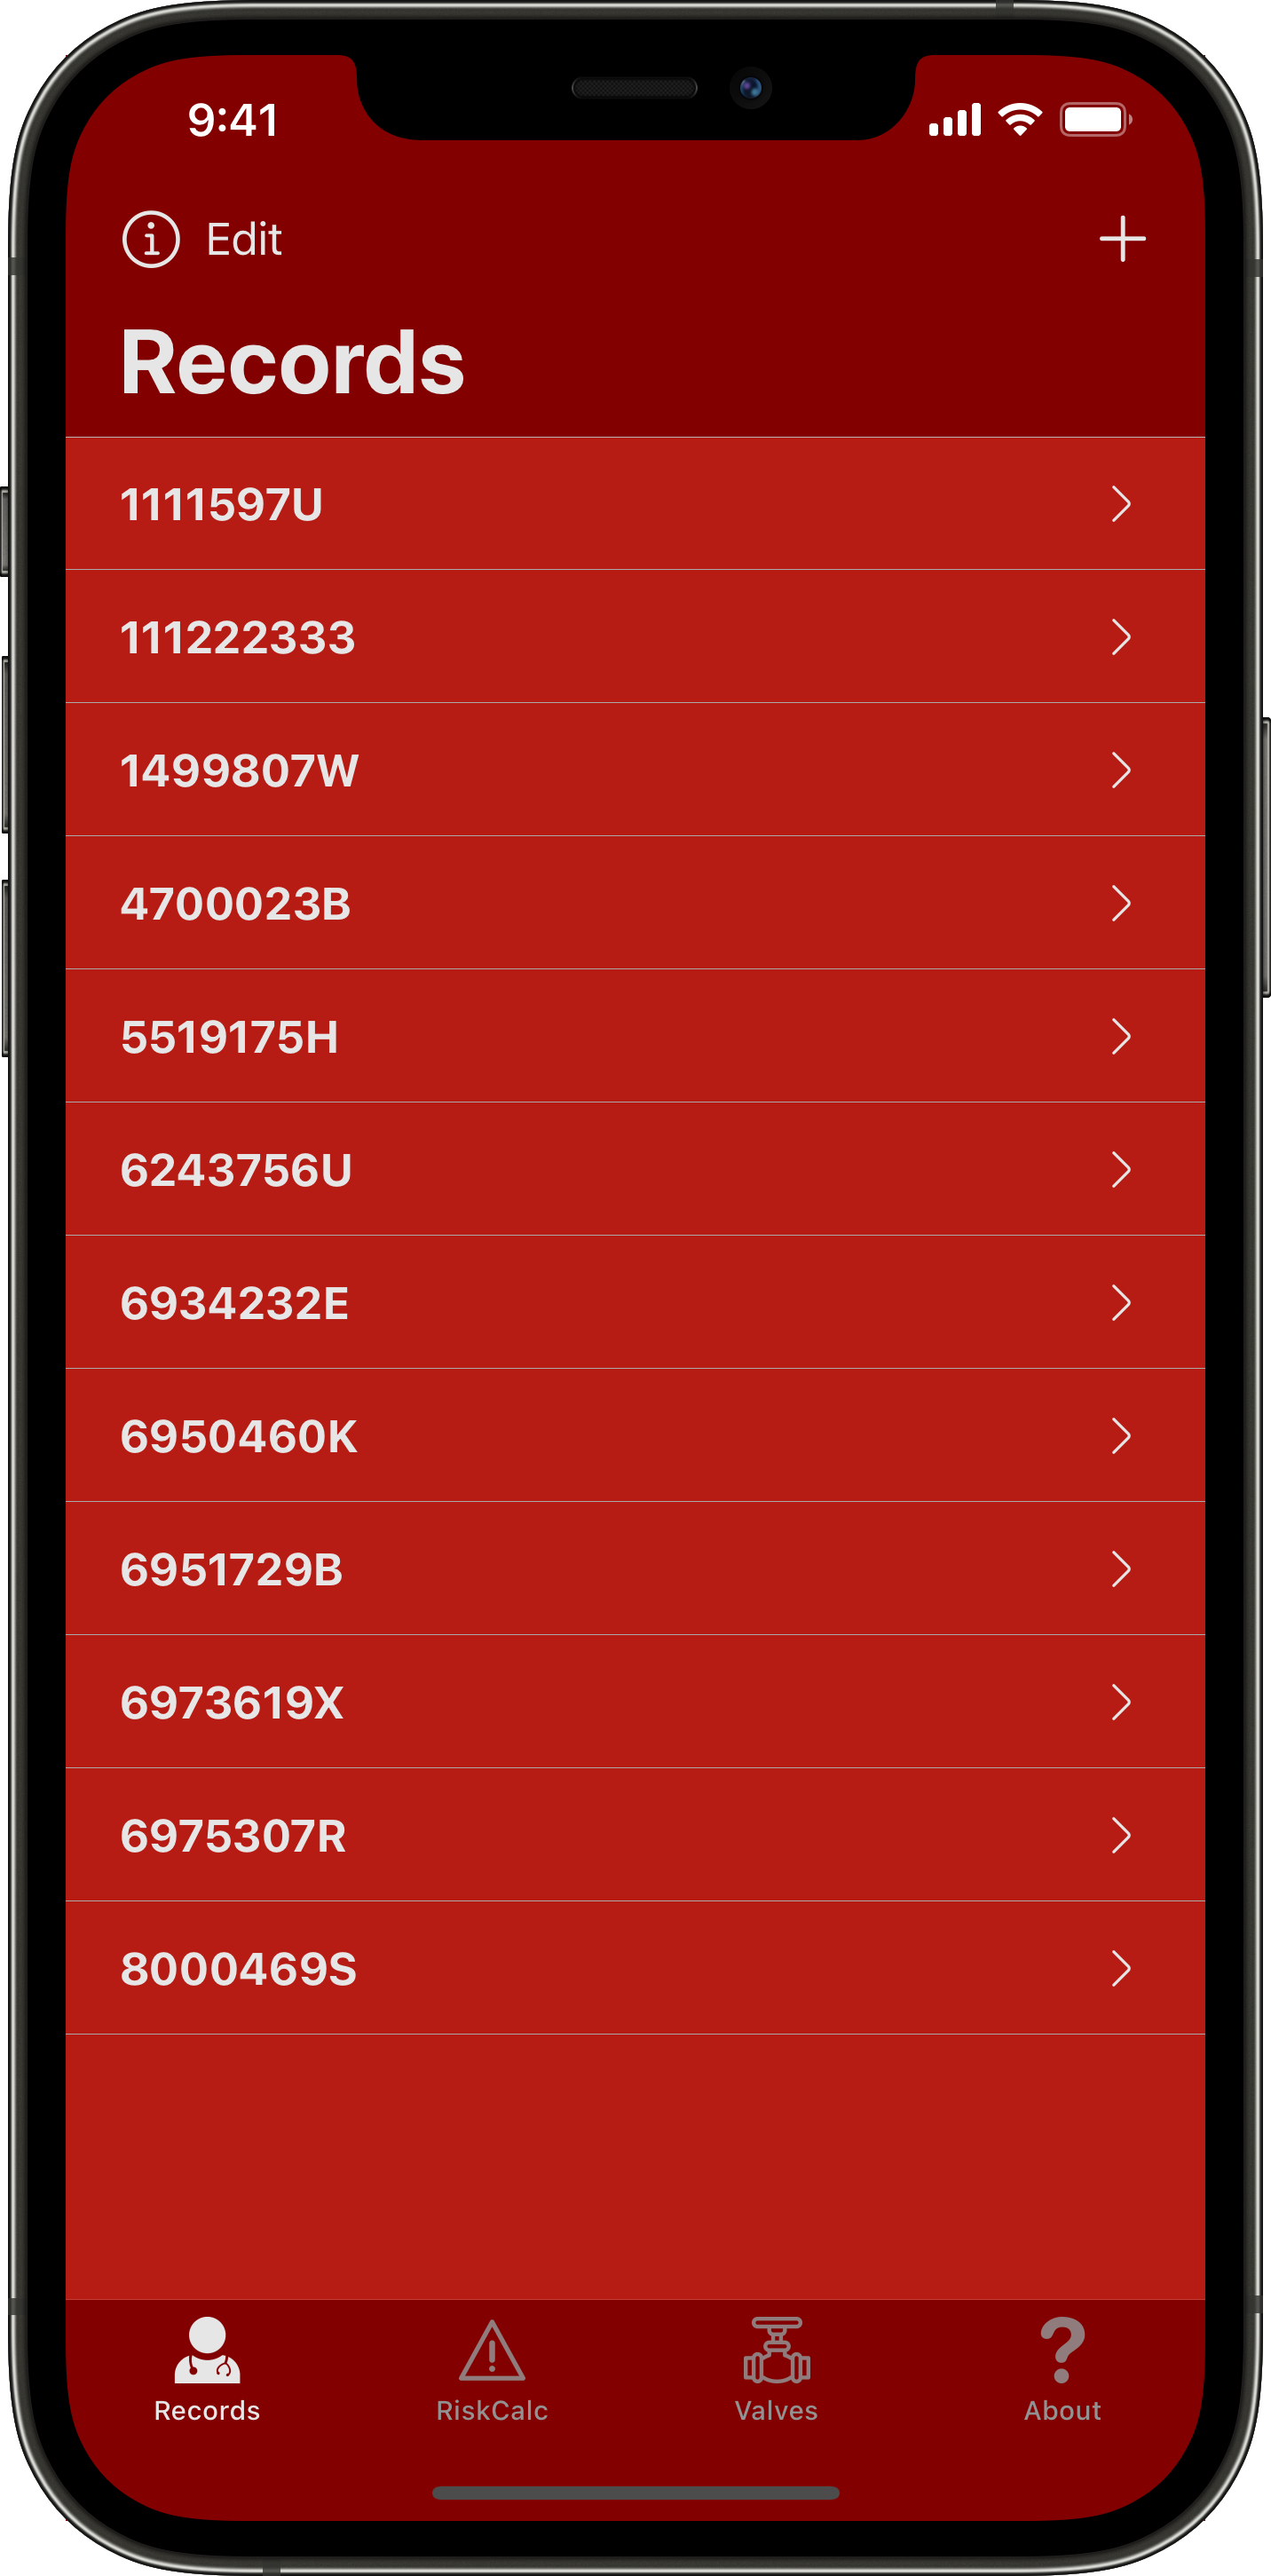 9:41
Edit
Records
1111597U
111222333
1499807W
4700023B
5519175H
6243756U
6934232E
6950460K
6951729B
6973619X
6975307R
8000469S
Records RiskCalc Valves About